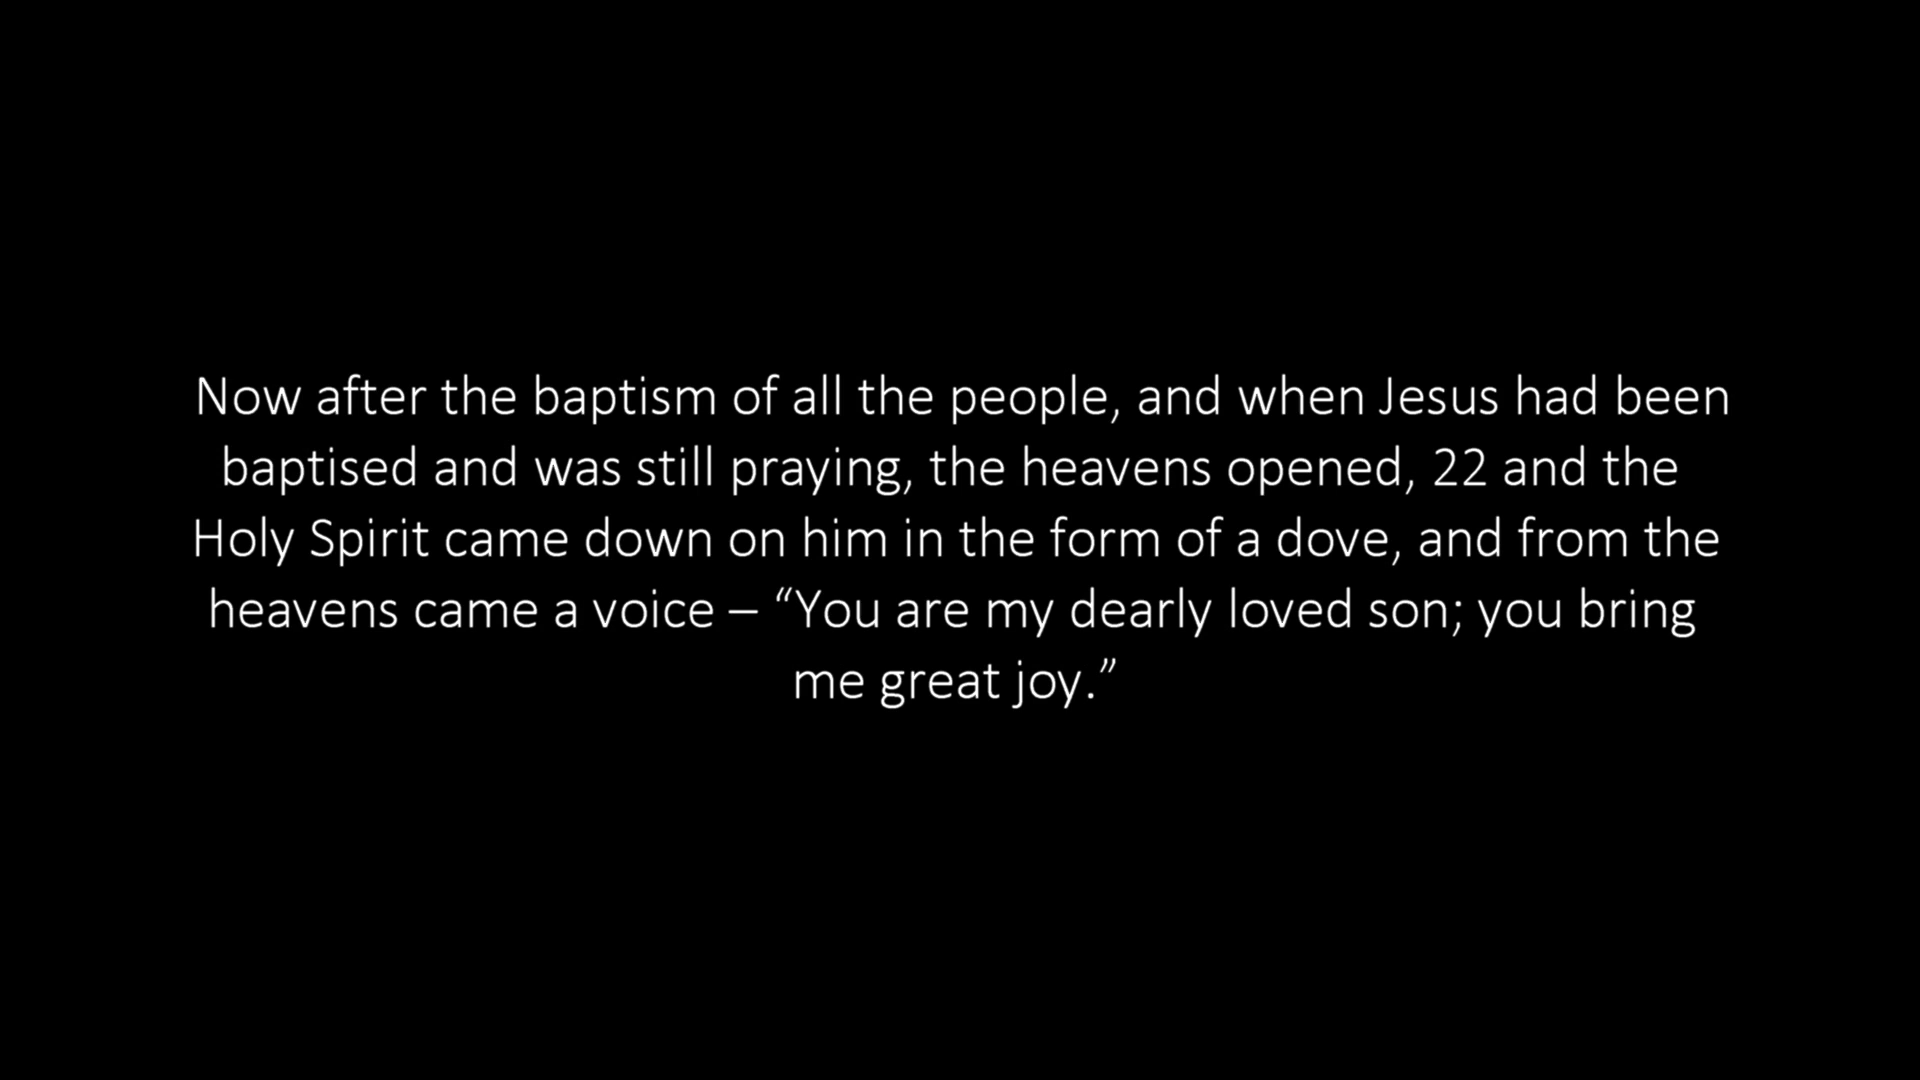 Now after the baptism of all the people, and when Jesus had been
baptised and was still praying, the heavens opened, 22 and the
Holy Spirit came down on him in the form of a dove, and from the
heavens came a voice – “You are my dearly loved son; you bring
me great joy.”